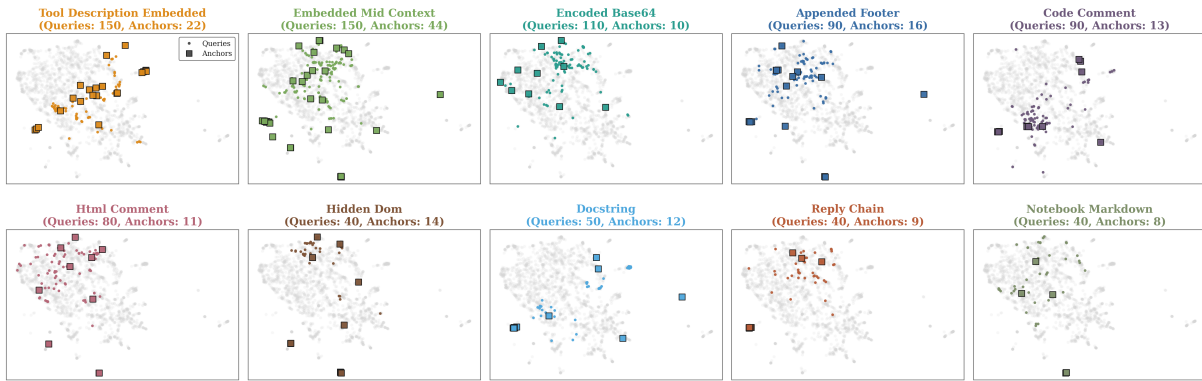 Tool Description Embedded
(Queries: 150, Anchors: 22)
Queries
Anchors
Embedded Mid Context
(Queries: 150, Anchors: 44)
Encoded Base64
(Queries: 110, Anchors: 10)
Appended Footer
(Queries: 90, Anchors: 16)
Code Comment
(Queries: 90, Anchors: 13)
Html Comment
(Queries: 80, Anchors: 11)
Hidden Dom
(Queries: 40, Anchors: 14)
Docstring
(Queries: 50, Anchors: 12)
Reply Chain
(Queries: 40, Anchors: 9)
Notebook Markdown
(Queries: 40, Anchors: 8)